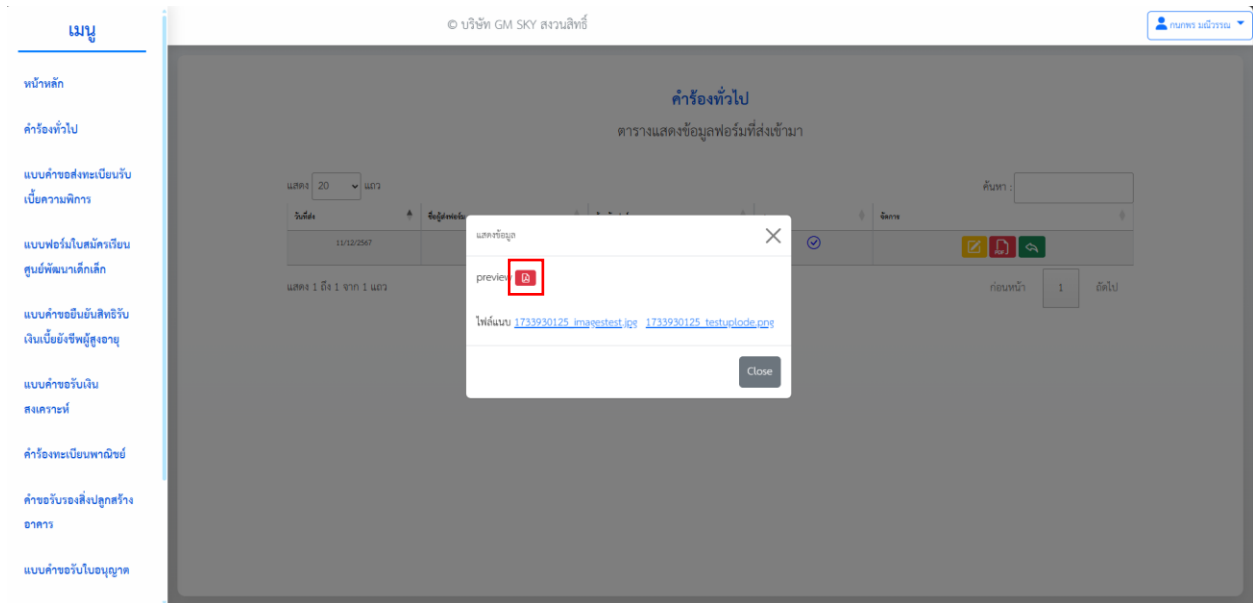 เมนู
© บริษัท GM SKY สงวนสิทธิ์
กนกพร มณีวรรณ
หน้าหลัก
คำร้องทั่วไป
แบบคำขอส่งทะเบียนรับ
เบี้ยความพิการ
แบบฟอร์มใบสมัครเรียน
ศูนย์พัฒนาเด็กเล็ก
แบบคำขอยืนยันสิทธิรับ
เงินเบี้ยยังชีพผู้สูงอายุ
แบบคำขอรับเงิน
สงเคราะห์
คำร้องทะเบียนพาณิชย์
คำขอรับรองสิ่งปลูกสร้าง
อาคาร
แบบคำขอรับใบอนุญาต
คำร้องทั่วไป
ตารางแสดงข้อมูลฟอร์มที่ส่งเข้ามา
แสดง 20 แถว
ค้นหา :
วันที่ส่ง ชื่อผู้ส่งฟอร์ม จัดการ
11/12/2567
แสดง 1 ถึง 1 จาก 1 แถว
ก่อนหน้า 1 ถัดไป
แสดงข้อมูล
preview
ไฟล์แนบ 1733930125_imagestest.jpg 1733930125_testuplode.png
Close